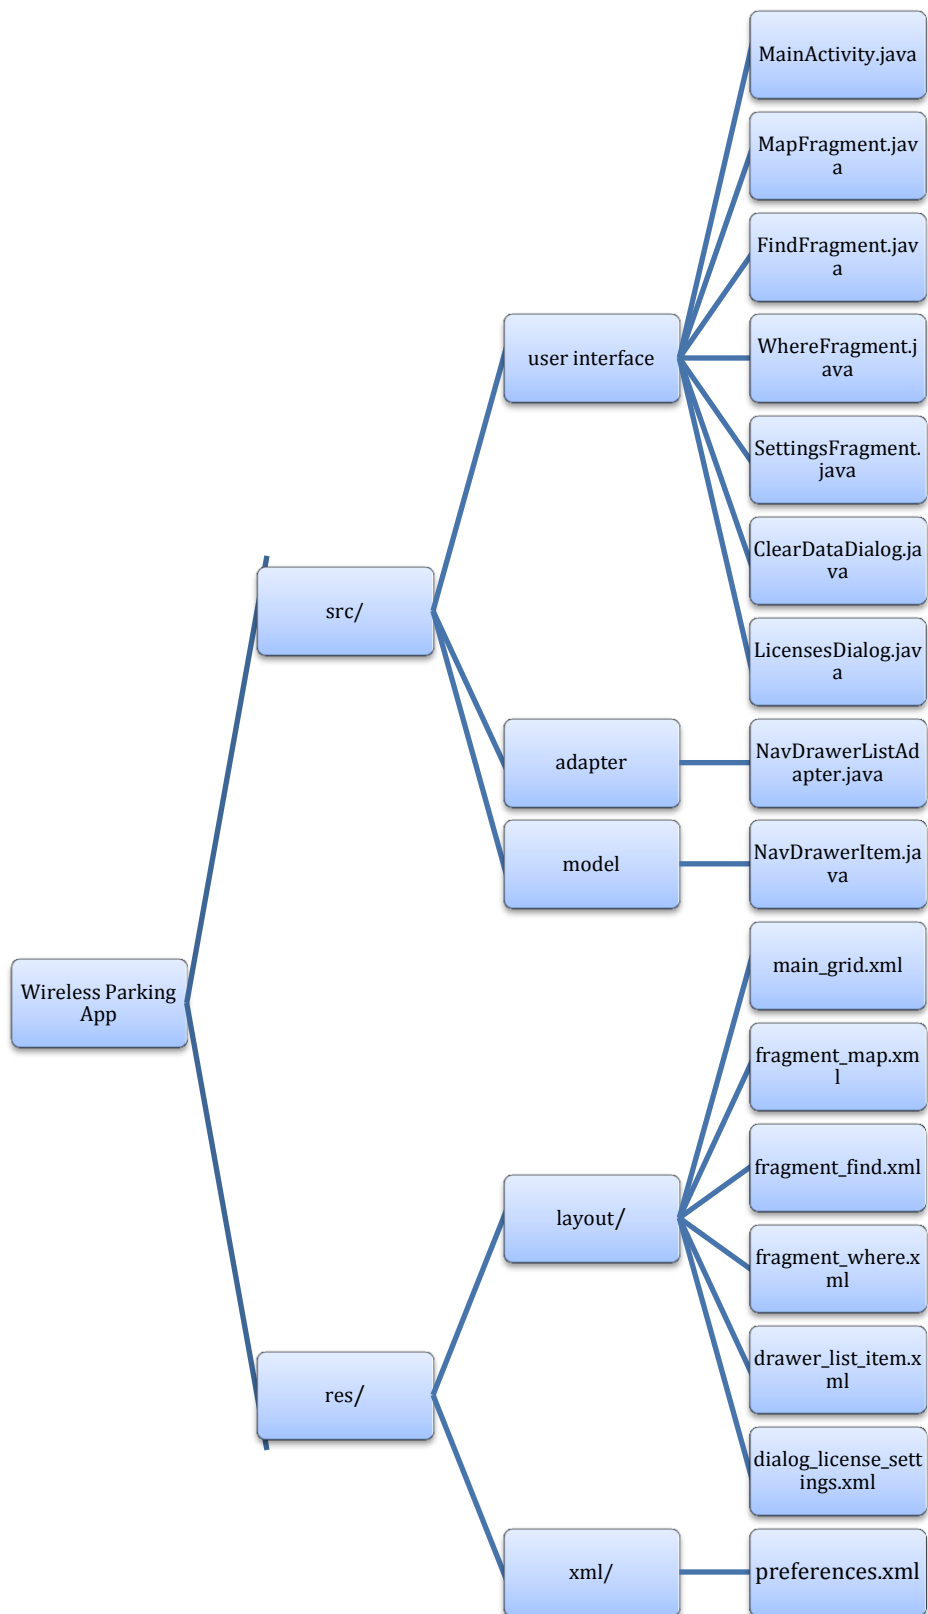 MainActivity.java
MapFragment.jav
a
FindFragment.jav
a
user interface
WhereFragment.j
ava
SettingsFragment.
java
ClearDataDialog.ja
va
src/
LicensesDialog.jav
a
adapter
NavDrawerListAd
apter.java
model
NavDrawerItem.ja
va
Wireless Parking
App
main_grid.xml
fragment_map.xm
l
fragment_find.xml
layout/
fragment_where.x
ml
drawer_list_item.x
ml
res/
dialog_license_sett
ings.xml
xml/
preferences.xml